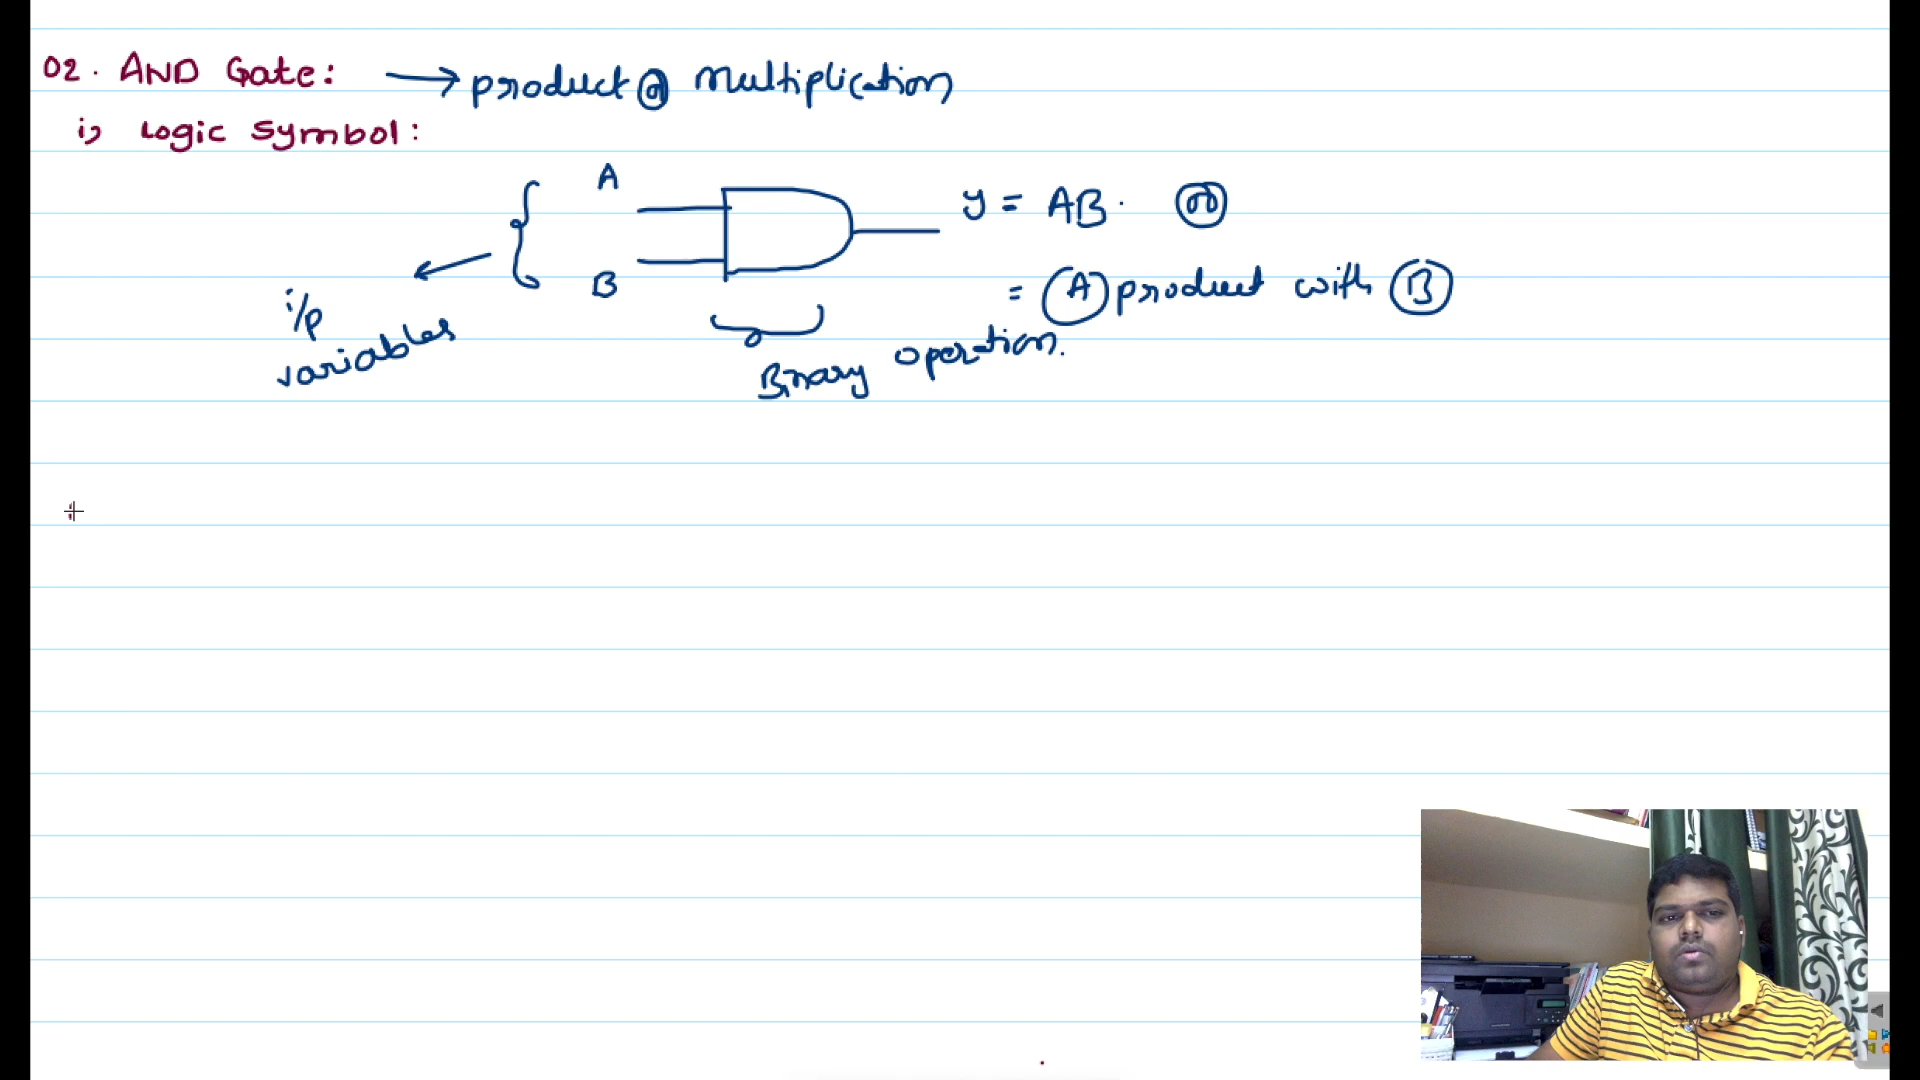 02. AND Gate: → product or Multiplication
i) Logic Symbol:
A
B
y = AB. or
= A product with B
i/p
variables
Binary operation.